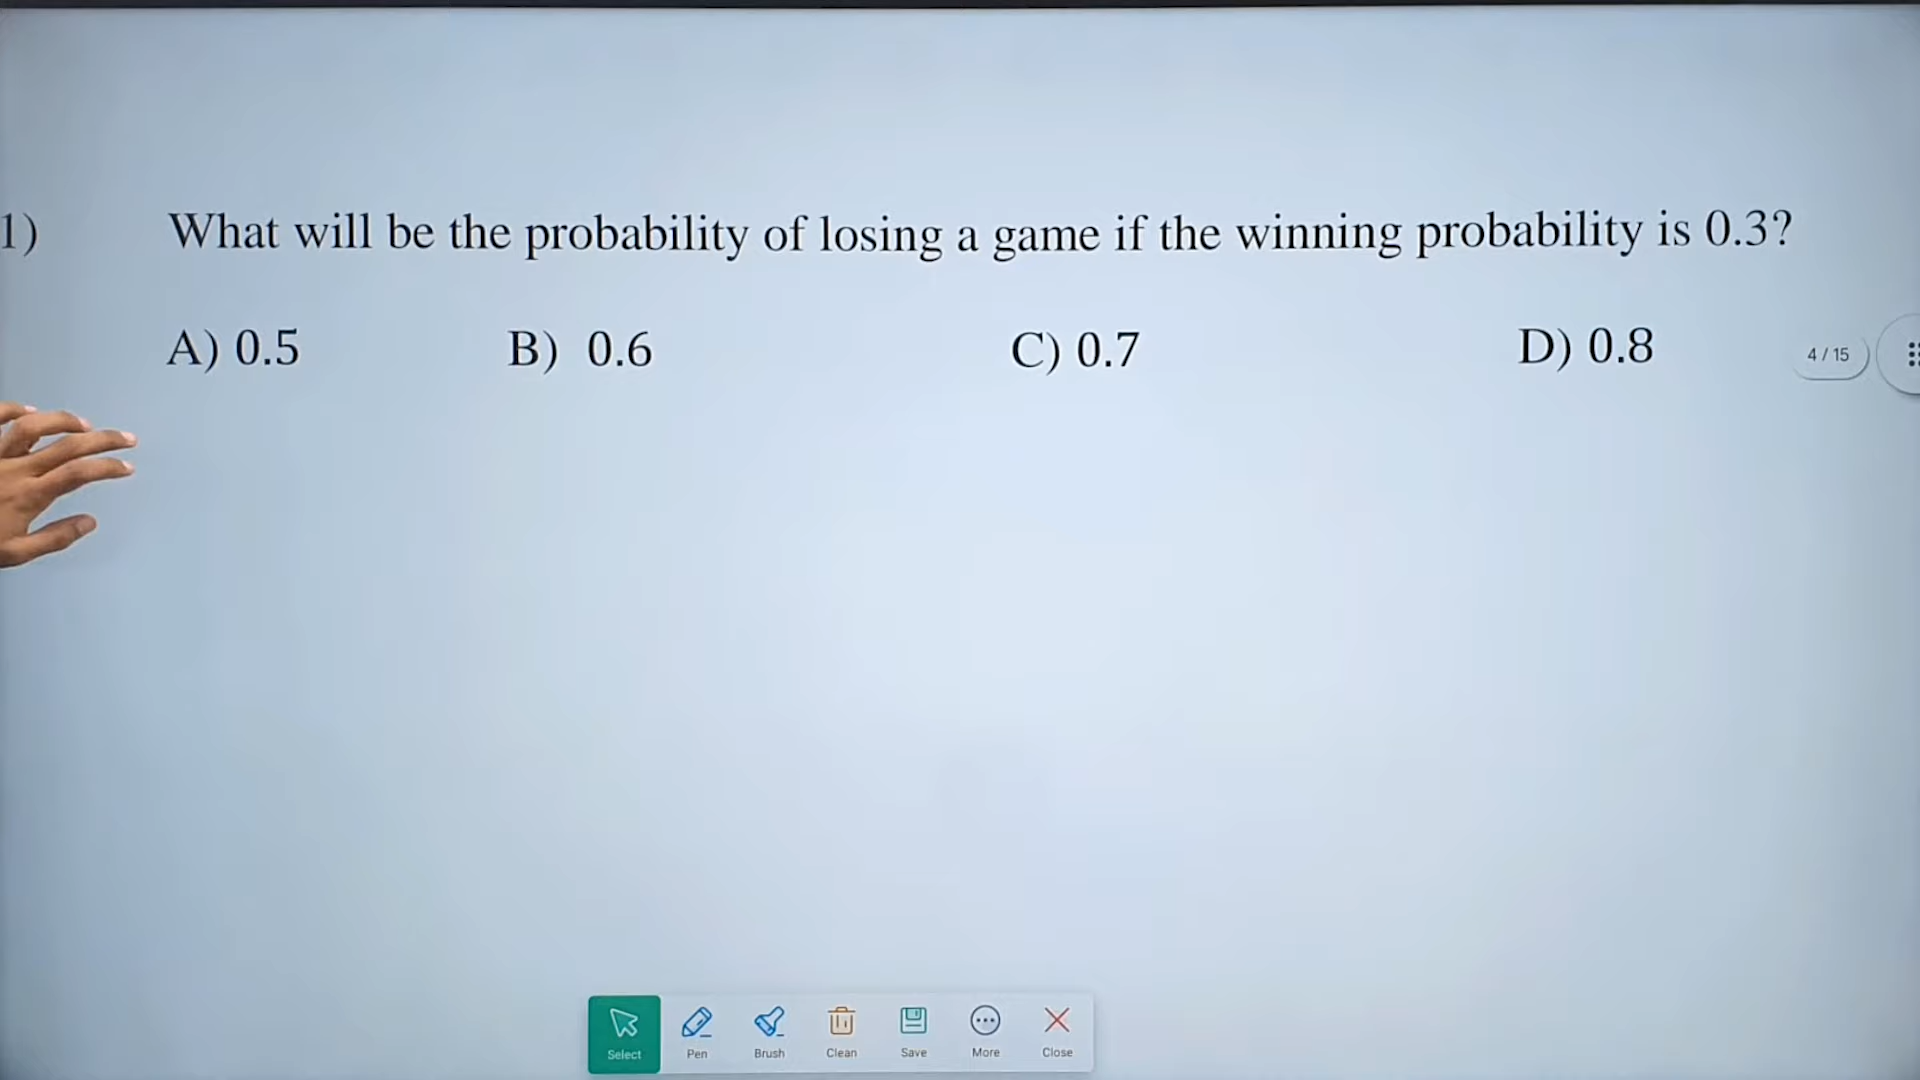 1) What will be the probability of losing a game if the winning probability is 0.3?
A) 0.5 B) 0.6 C) 0.7 D) 0.8
4 / 15
Select Pen Brush Clean Save More Close